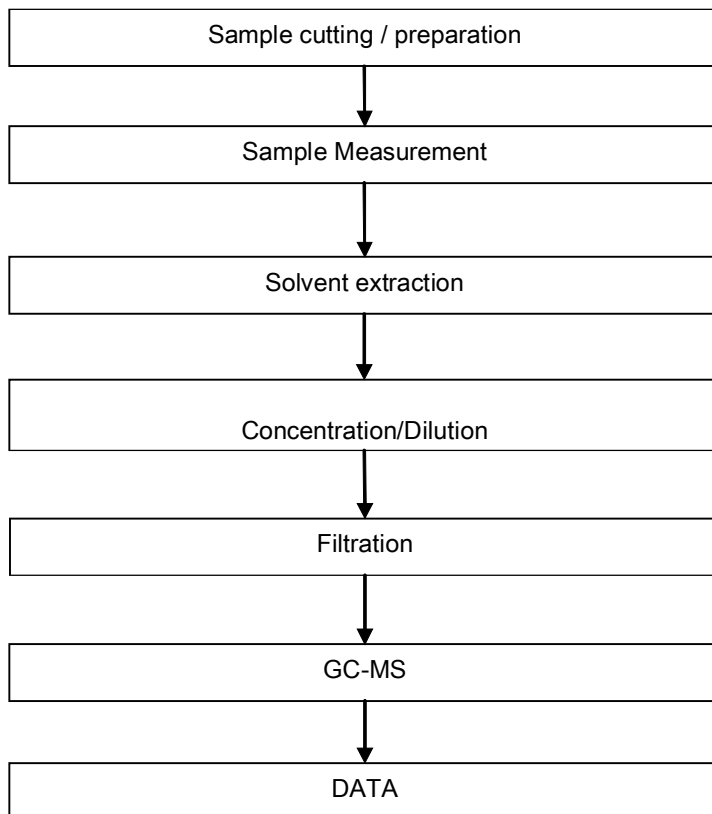 Sample cutting / preparation
Sample Measurement
Solvent extraction
Concentration/Dilution
Filtration
GC-MS
DATA